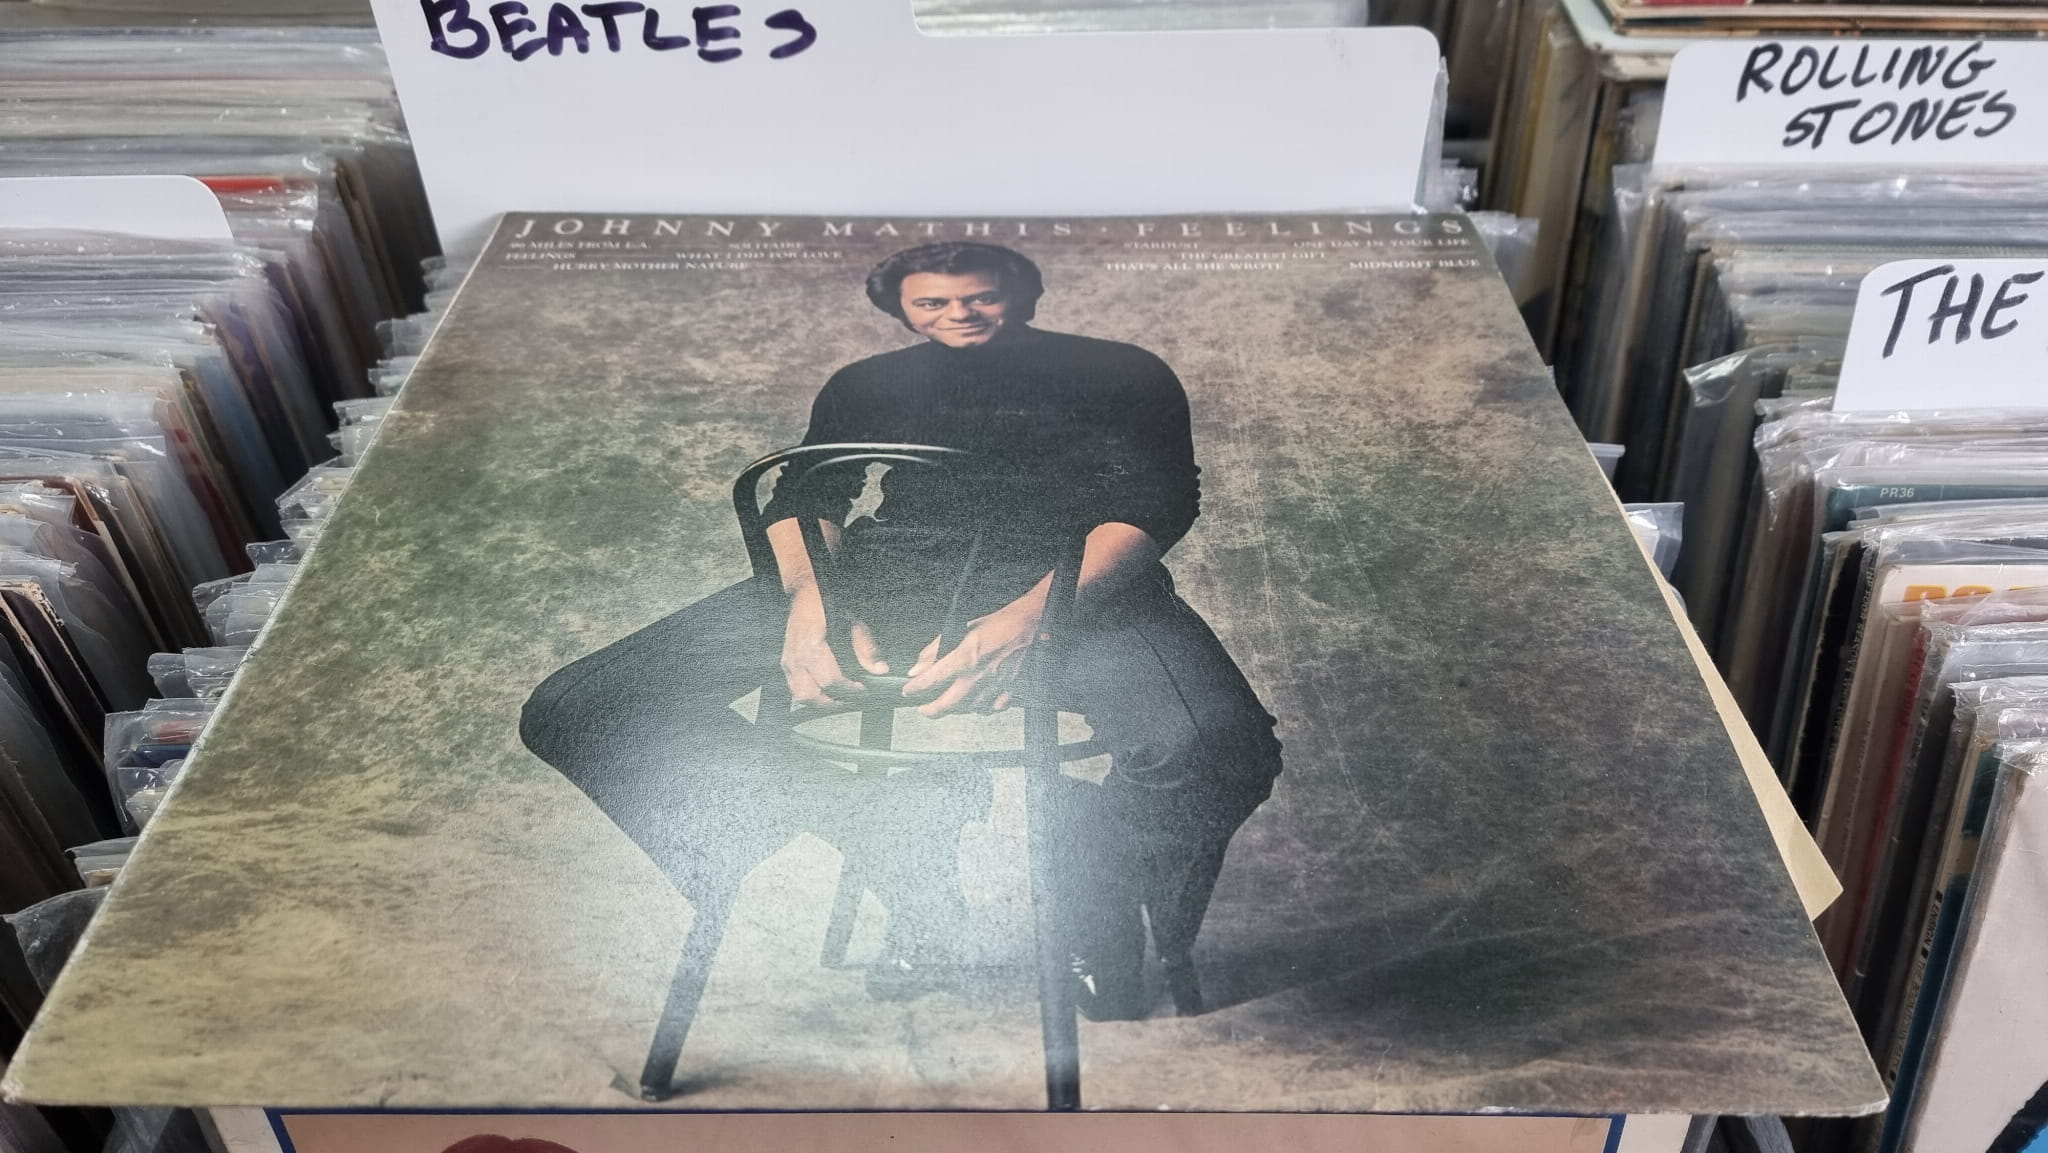 BEATLES
ROLLING
STONES
THE
JOHNNY MATHIS · FEELINGS
99 MILES FROM L.A. SOLITAIRE STARDUST ONE DAY IN YOUR LIFE
FEELINGS WHAT I DID FOR LOVE THE GREATEST GIFT
HURRY MOTHER NATURE THAT'S ALL SHE WROTE MIDNIGHT BLUE
PR36